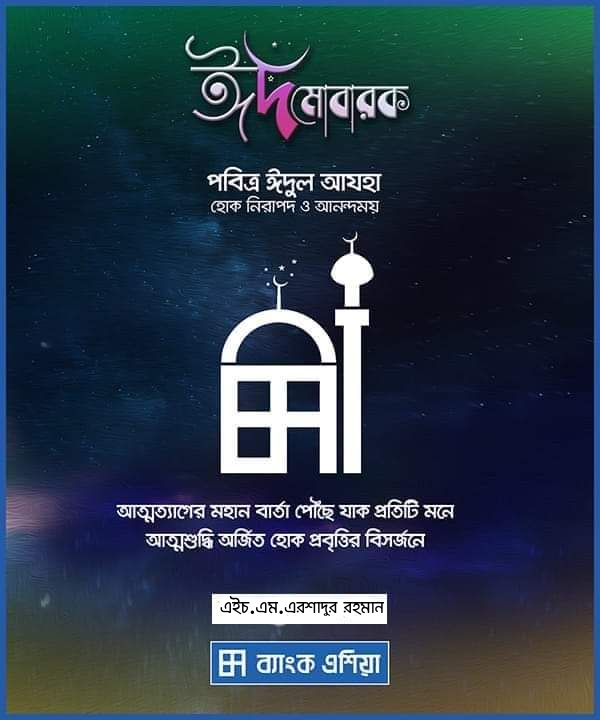 ঈদ মোবারক
পবিত্র ঈদুল আযহা
হোক নিরাপদ ও আনন্দময়
আত্মত্যাগের মহান বার্তা পৌঁছে যাক প্রতিটি মনে
আত্মশুদ্ধি অর্জিত হোক প্রবৃত্তির বিসর্জনে
এইচ.এম.এরশাদুর রহমান
ব্যাংক এশিয়া